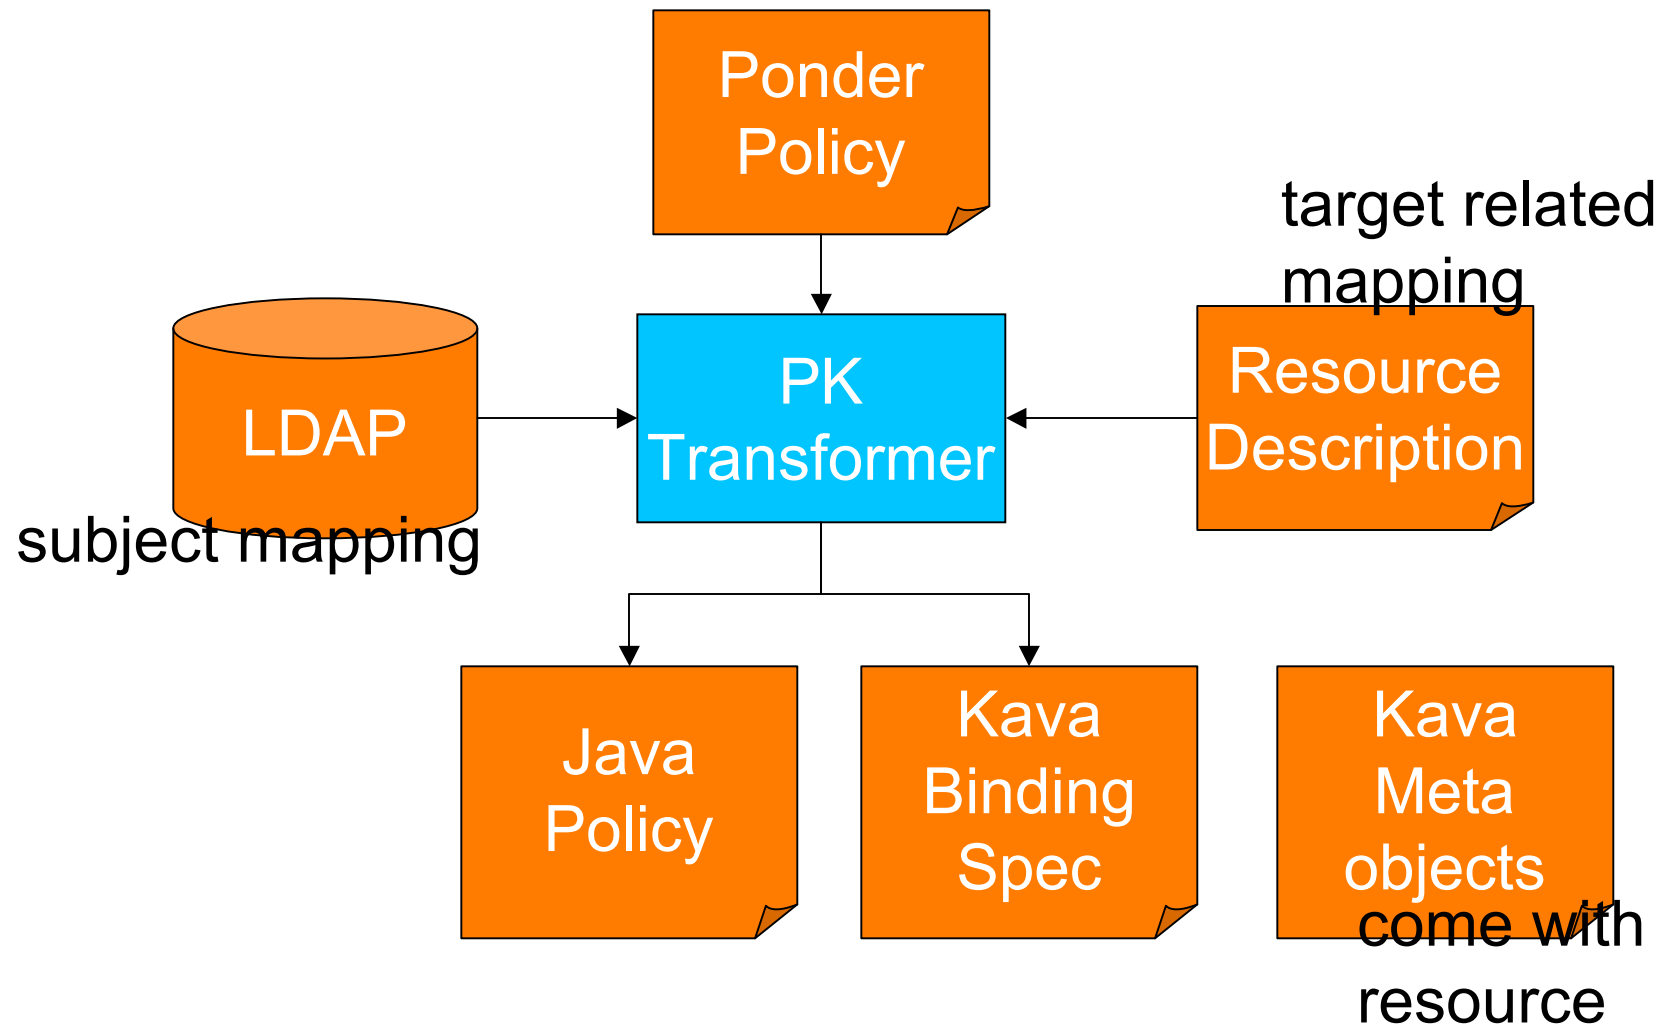 Ponder
Policy
target related
mapping
LDAP
subject mapping
PK
Transformer
Resource
Description
Java
Policy
Kava
Binding
Spec
Kava
Meta
objects
come with
resource